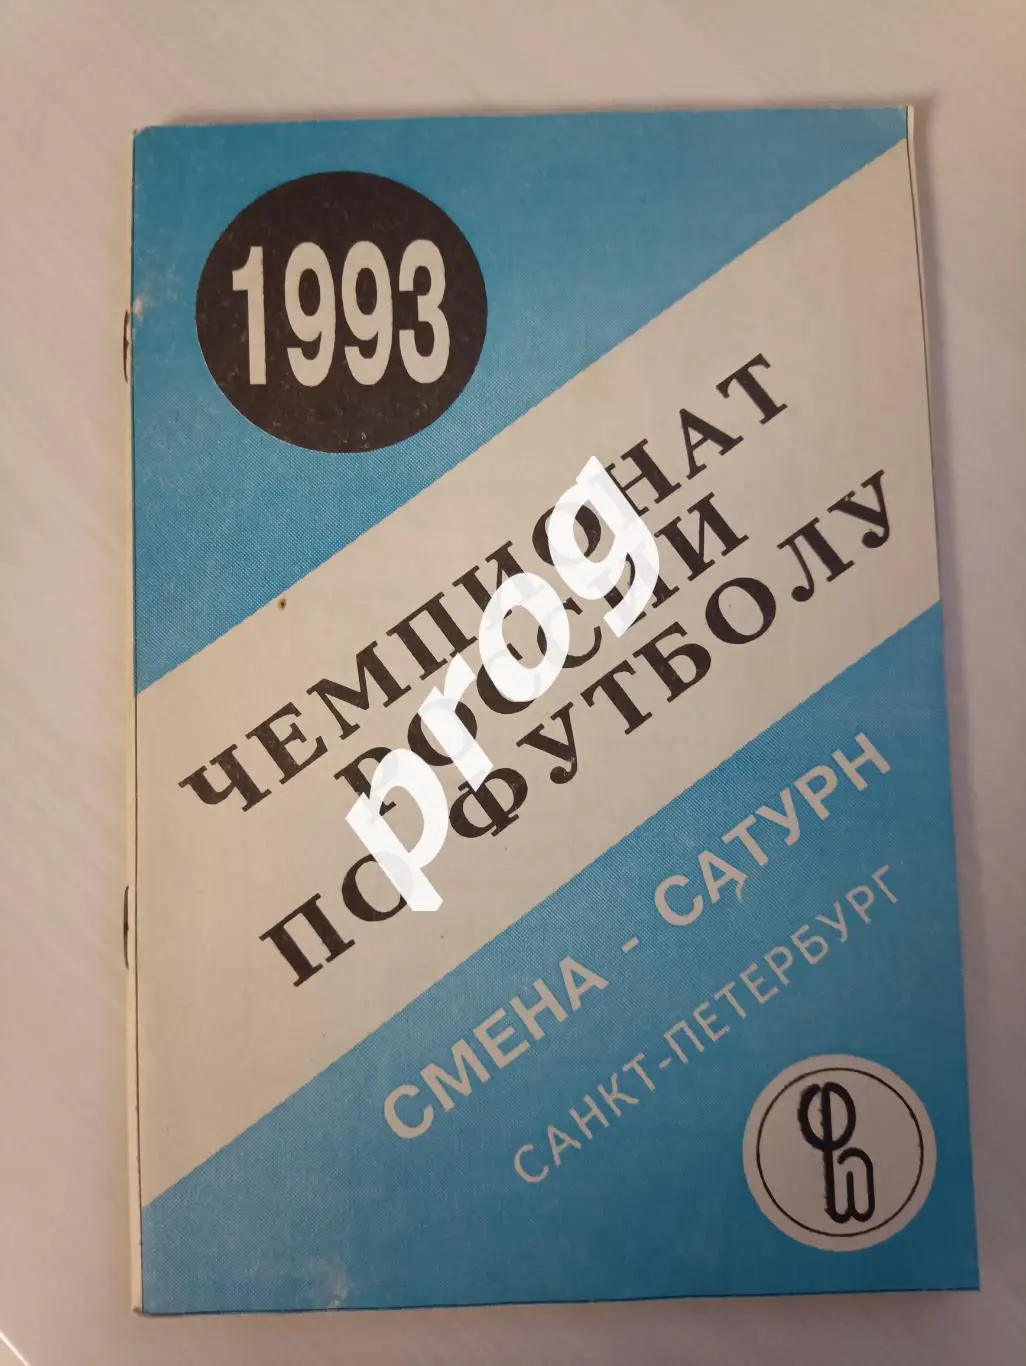 1993
ЧЕМПИОНАТ
РОССИИ
ПО ФУТБОЛУ
prog
СМЕНА - САТУРН
САНКТ-ПЕТЕРБУРГ